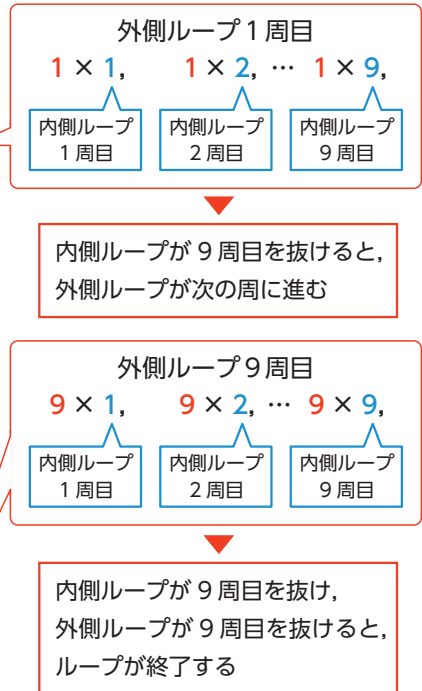 外側ループ1周目
1 × 1,　1 × 2, … 1 × 9,
内側ループ
1周目
内側ループ
2周目
内側ループ
9周目
内側ループが9周目を抜けると,
外側ループが次の周に進む
外側ループ9周目
9 × 1,　9 × 2, … 9 × 9,
内側ループ
1周目
内側ループ
2周目
内側ループ
9周目
内側ループが9周目を抜け,
外側ループが9周目を抜けると,
ループが終了する